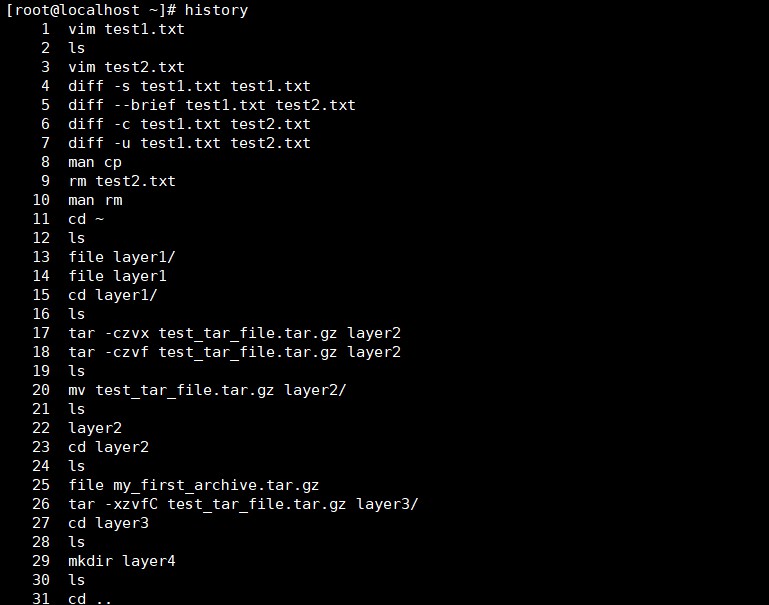 [root@localhost ~]# history
1 vim test1.txt
2 ls
3 vim test2.txt
4 diff -s test1.txt test1.txt
5 diff --brief test1.txt test2.txt
6 diff -c test1.txt test2.txt
7 diff -u test1.txt test2.txt
8 man cp
9 rm test2.txt
10 man rm
11 cd ~
12 ls
13 file layer1/
14 file layer1
15 cd layer1/
16 ls
17 tar -czvx test_tar_file.tar.gz layer2
18 tar -czvf test_tar_file.tar.gz layer2
19 ls
20 mv test_tar_file.tar.gz layer2/
21 ls
22 layer2
23 cd layer2
24 ls
25 file my_first_archive.tar.gz
26 tar -xzvfC test_tar_file.tar.gz layer3/
27 cd layer3
28 ls
29 mkdir layer4
30 ls
31 cd ..